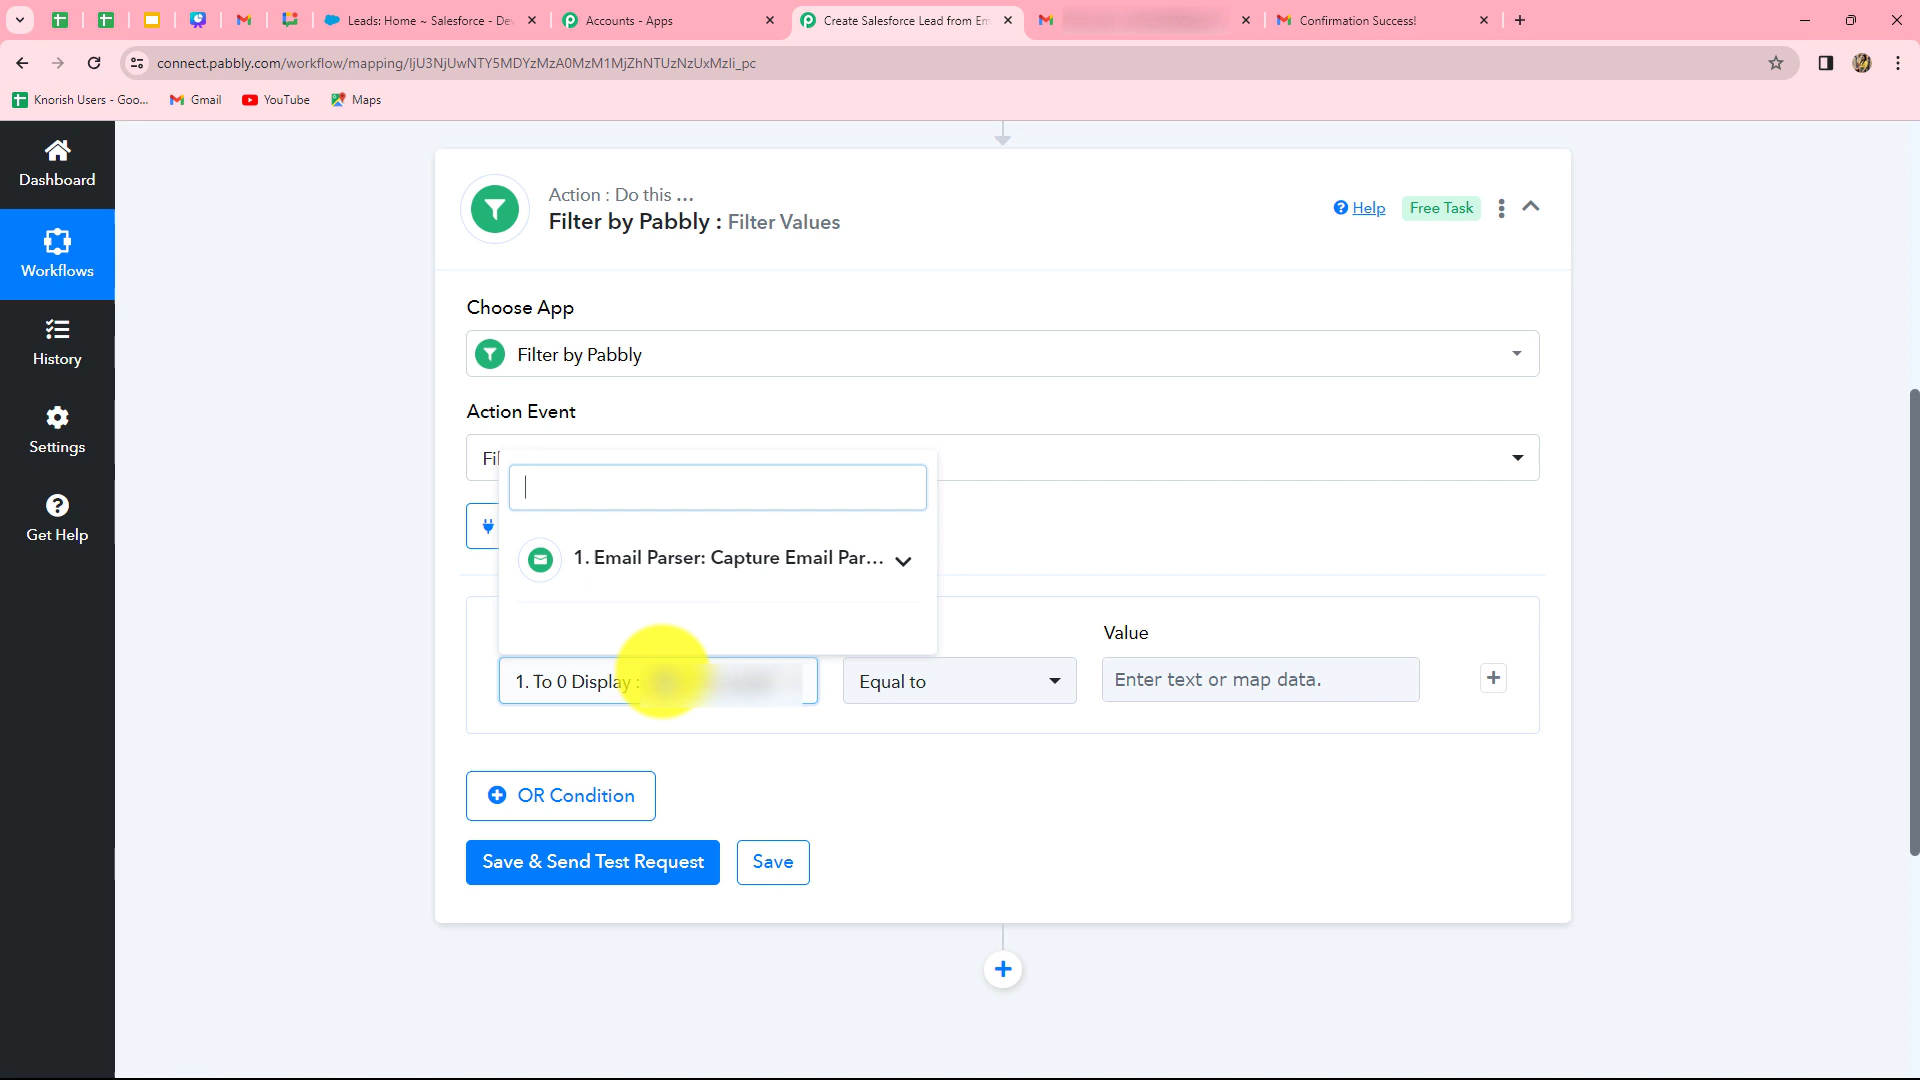 Leads: Home ~ Salesforce - De
Accounts - Apps
Create Salesforce Lead from Em
Confirmation Success!
connect.pabbly.com/workflow/mapping/IjU3NjUwNTY5MDYzMzA0MzM1MjZhNTUzNzUxMzIi_pc
Knorish Users - Goo...
Gmail
YouTube
Maps
Dashboard
Workflows
History
Settings
Get Help
Action : Do this ...
Filter by Pabbly : Filter Values
Help
Free Task
Choose App
Filter by Pabbly
Action Event
Fil
1. Email Parser: Capture Email Par...
Value
1. To 0 Display :
Equal to
Enter text or map data.
OR Condition
Save & Send Test Request
Save